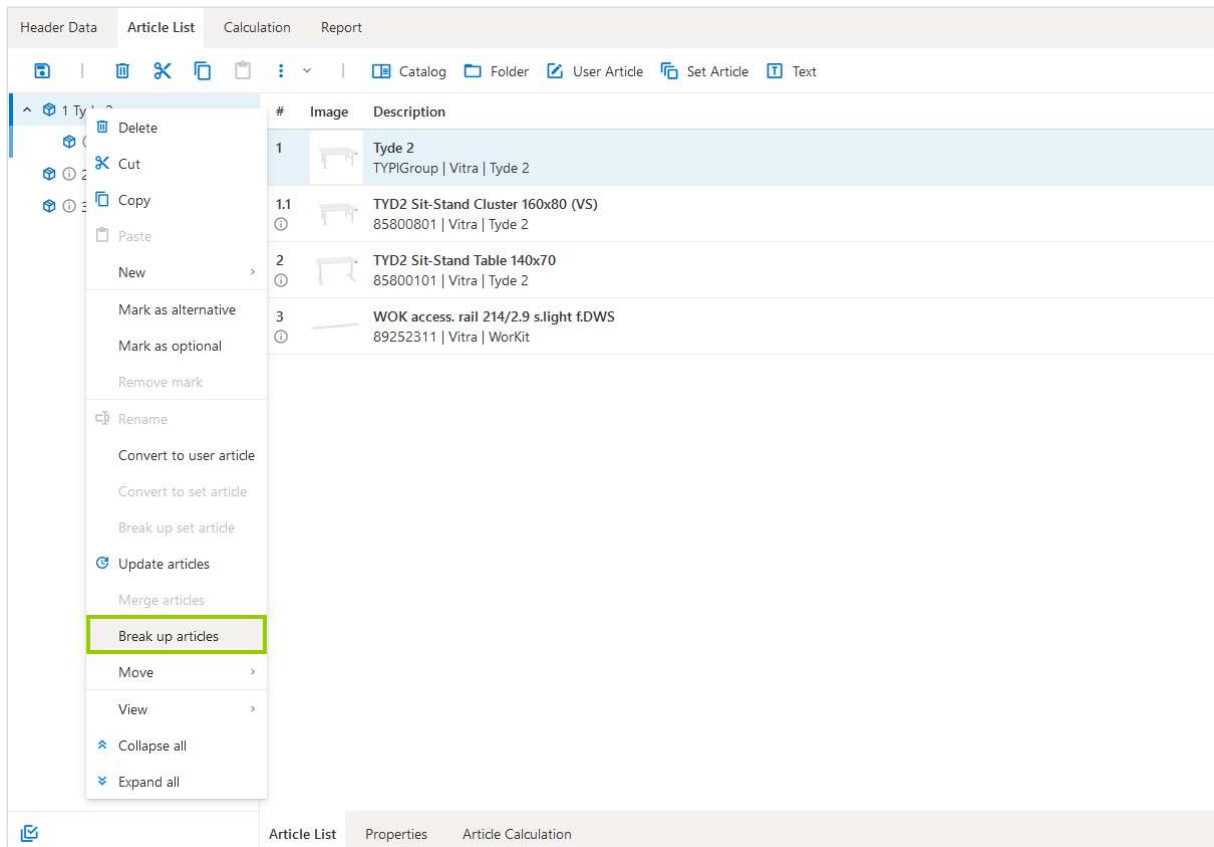 Header Data Article List Calculation Report
Catalog Folder User Article Set Article Text
1 Ty
2
3
Delete
Cut
Copy
Paste
New
Mark as alternative
Mark as optional
Remove mark
Rename
Convert to user article
Convert to set article
Break up set article
Update articles
Merge articles
Break up articles
Move
View
Collapse all
Expand all
# Image Description
1 Tyde 2
TYPIGroup | Vitra | Tyde 2
1.1 TYD2 Sit-Stand Cluster 160x80 (VS)
85800801 | Vitra | Tyde 2
2 TYD2 Sit-Stand Table 140x70
85800101 | Vitra | Tyde 2
3 WOK access. rail 214/2.9 s.light f.DWS
89252311 | Vitra | WorKit
Article List Properties Article Calculation